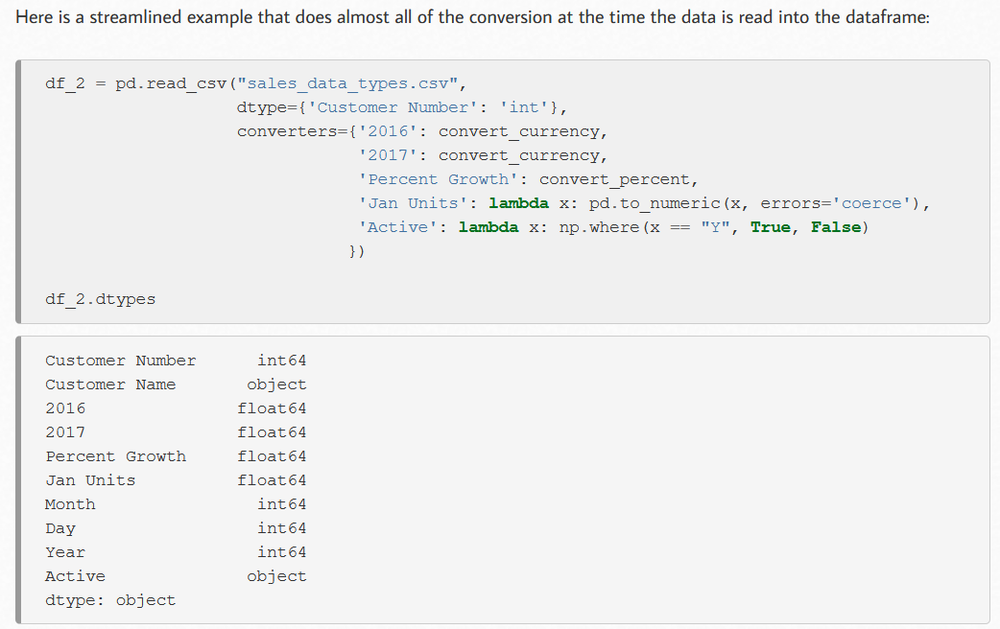 Here is a streamlined example that does almost all of the conversion at the time the data is read into the dataframe:
df_2 = pd.read_csv("sales_data_types.csv",
                   dtype={'Customer Number': 'int'},
                   converters={'2016': convert_currency,
                               '2017': convert_currency,
                               'Percent Growth': convert_percent,
                               'Jan Units': lambda x: pd.to_numeric(x, errors='coerce'),
                               'Active': lambda x: np.where(x == "Y", True, False)
                              })
df_2.dtypes
Customer Number      int64
Customer Name       object
2016               float64
2017               float64
Percent Growth     float64
Jan Units          float64
Month                int64
Day                  int64
Year                 int64
Active              object
dtype: object